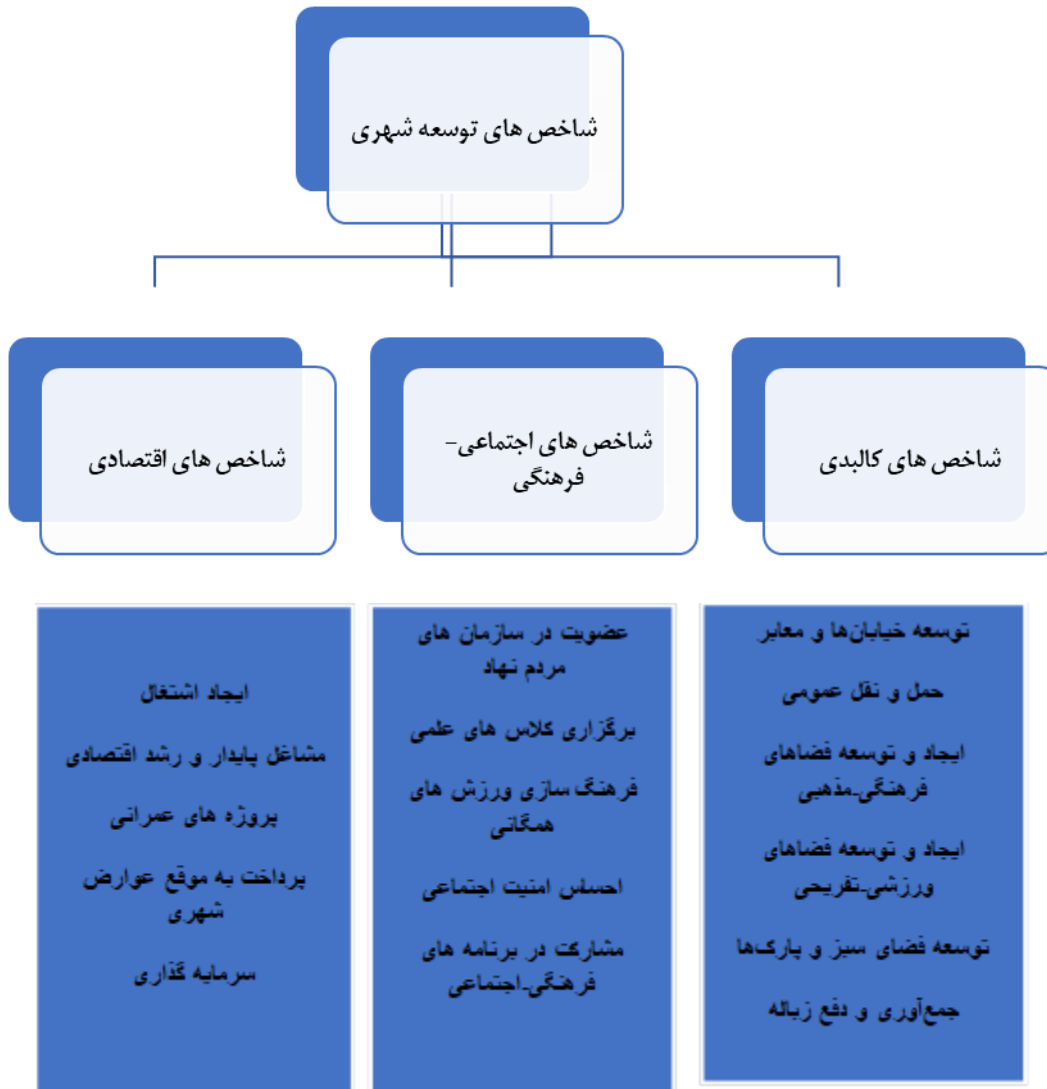 شاخص های توسعه شهری
شاخص های کالبدی
شاخص های اجتماعی-
فرهنگی
شاخص های اقتصادی
توسعه خیابان‌ها و معابر
حمل و نقل عمومی
ایجاد و توسعه فضاهای
فرهنگی-مذهبی
ایجاد و توسعه فضاهای
ورزشی-تفریحی
توسعه فضای سبز و پارک‌ها
جمع‌آوری و دفع زباله
عضویت در سازمان های
مردم نهاد
برگزاری کلاس های علمی
فرهنگ سازی ورزش های
همگانی
احساس امنیت اجتماعی
مشارکت در برنامه های
فرهنگی-اجتماعی
ایجاد اشتغال
مشاغل پایدار و رشد اقتصادی
پروژه های عمرانی
پرداخت به موقع عوارض
شهری
سرمایه گذاری